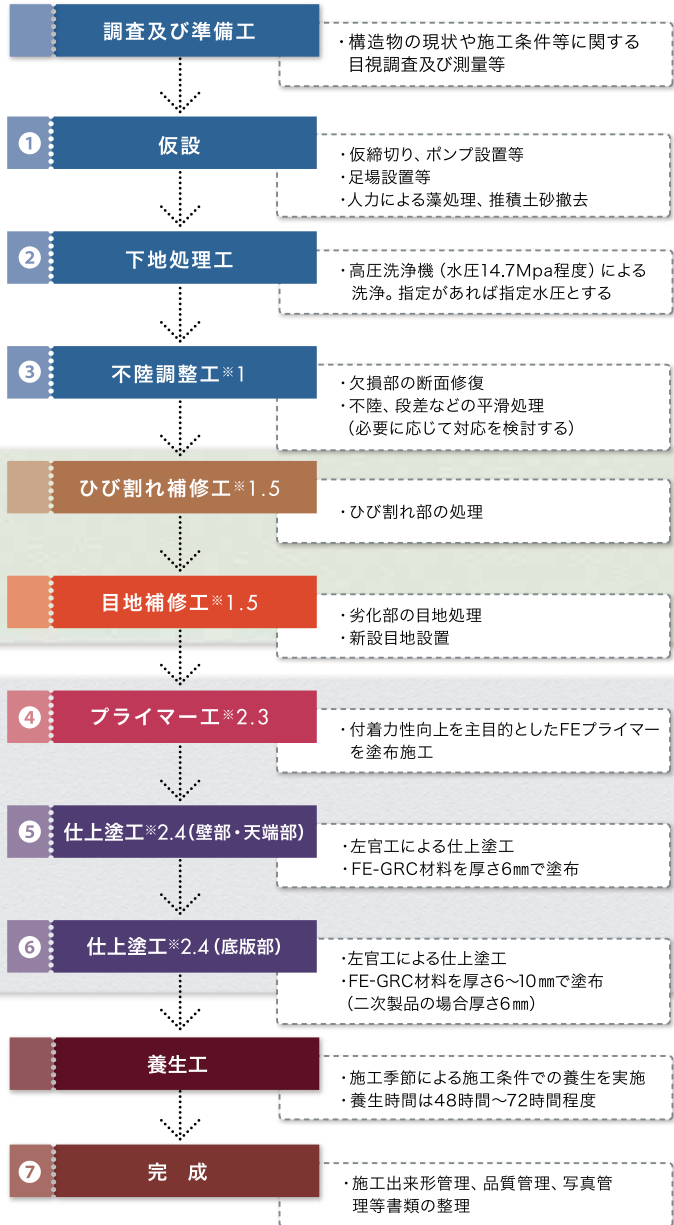 調査及び準備工
・構造物の現状や施工条件等に関する
目視調査及び測量等
❶ 仮設
・仮締切り、ポンプ設置等
・足場設置等
・人力による藻処理、推積土砂撤去
❷ 下地処理工
・高圧洗浄機（水圧14.7Mpa程度）による
洗浄。指定があれば指定水圧とする
❸ 不陸調整工※1
・欠損部の断面修復
・不陸、段差などの平滑処理
（必要に応じて対応を検討する）
ひび割れ補修工※1.5
・ひび割れ部の処理
目地補修工※1.5
・劣化部の目地処理
・新設目地設置
❹ プライマー工※2.3
・付着力性向上を主目的としたFEプライマー
を塗布施工
❺ 仕上塗工※2.4（壁部・天端部）
・左官工による仕上塗工
・FE-GRC材料を厚さ6㎜で塗布
❻ 仕上塗工※2.4（底版部）
・左官工による仕上塗工
・FE-GRC材料を厚さ6〜10㎜で塗布
（二次製品の場合厚さ6㎜）
養生工
・施工季節による施工条件での養生を実施
・養生時間は48時間〜72時間程度
❼ 完 成
・施工出来形管理、品質管理、写真管
理等書類の整理